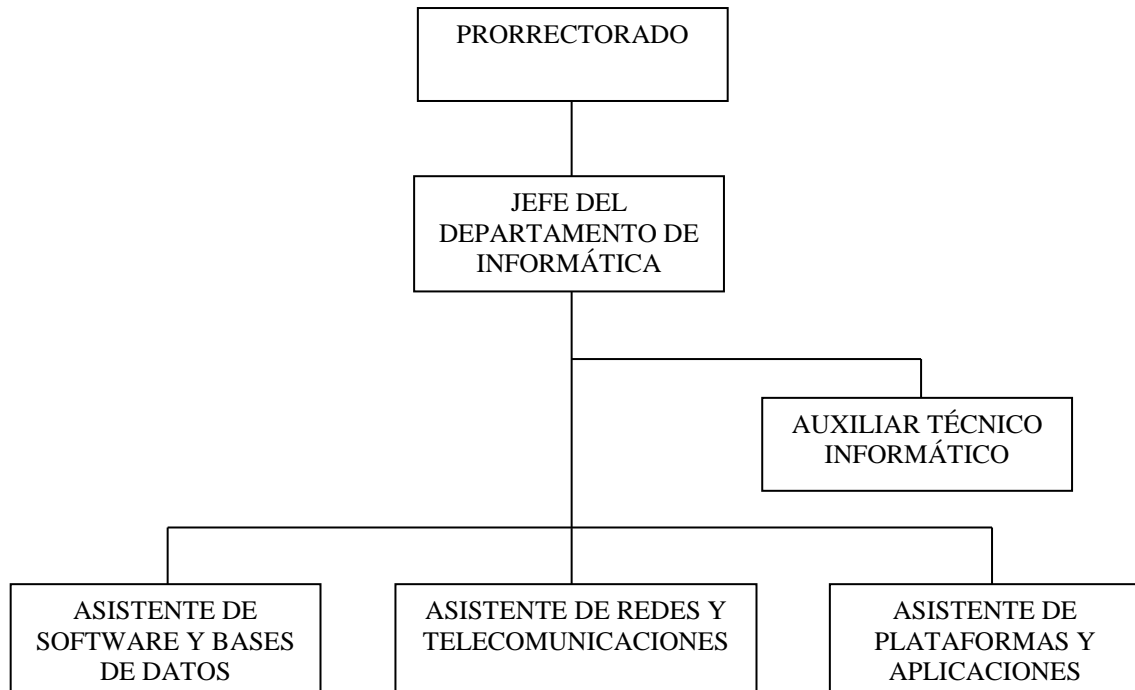 PRORRECTORADO
JEFE DEL
DEPARTAMENTO DE
INFORMÁTICA
AUXILIAR TÉCNICO
INFORMÁTICO
ASISTENTE DE
SOFTWARE Y BASES
DE DATOS
ASISTENTE DE REDES Y
TELECOMUNICACIONES
ASISTENTE DE
PLATAFORMAS Y
APLICACIONES